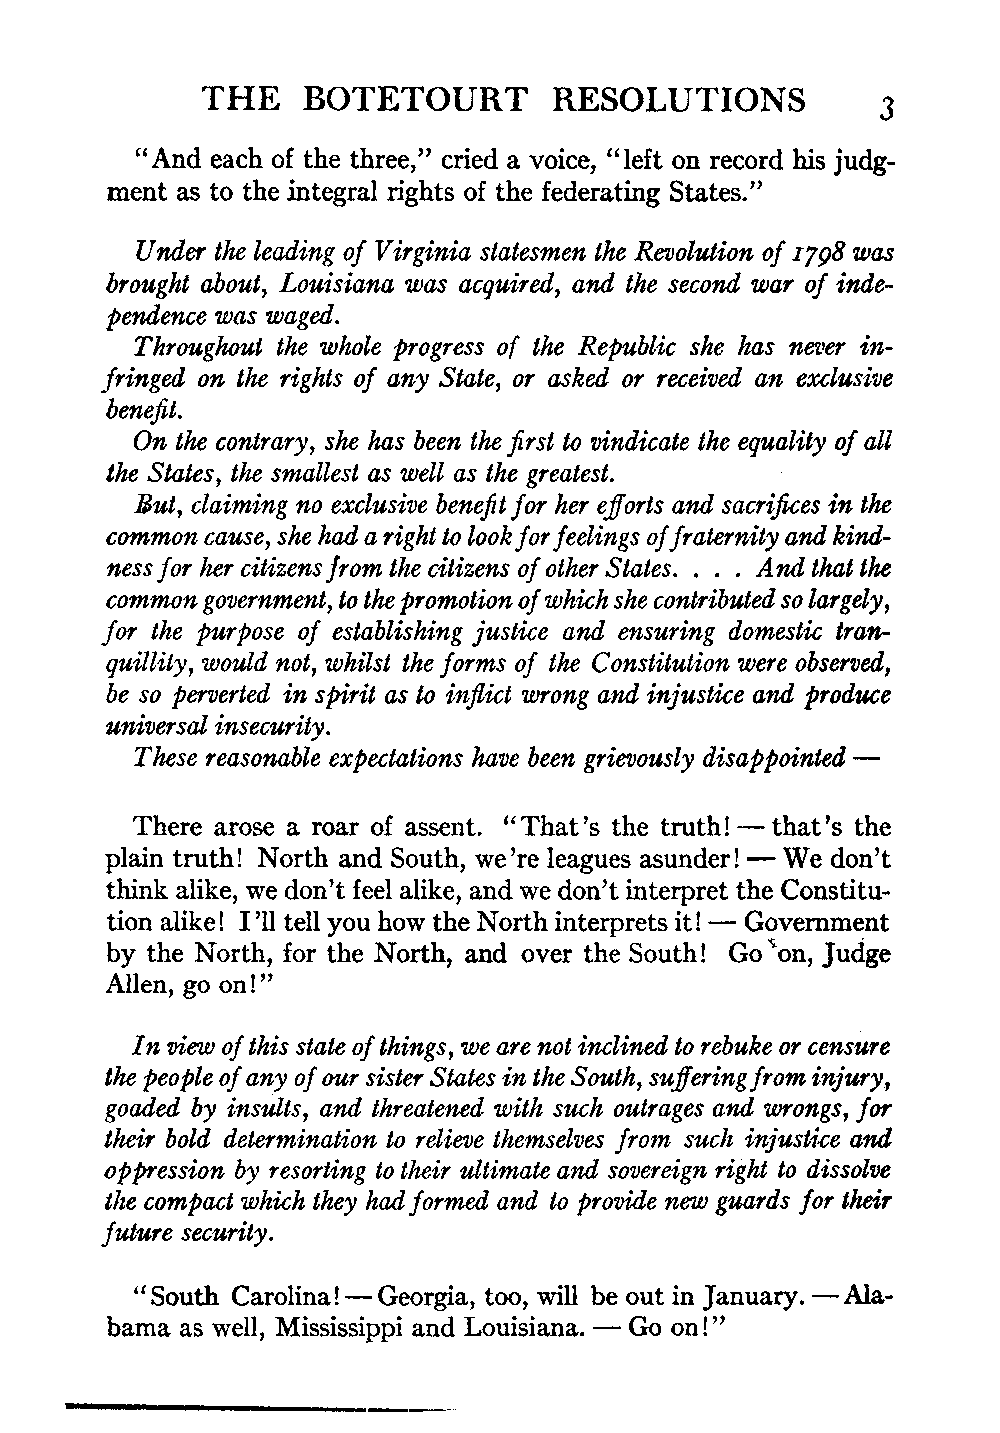 THE BOTETOURT RESOLUTIONS 3
“And each of the three,” cried a voice, “left on record his judg-
ment as to the integral rights of the federating States.”
Under the leading of Virginia statesmen the Revolution of 1798 was
brought about, Louisiana was acquired, and the second war of inde-
pendence was waged.
Throughout the whole progress of the Republic she has never in-
fringed on the rights of any State, or asked or received an exclusive
benefit.
On the contrary, she has been the first to vindicate the equality of all
the States, the smallest as well as the greatest.
But, claiming no exclusive benefit for her efforts and sacrifices in the
common cause, she had a right to look for feelings of fraternity and kind-
ness for her citizens from the citizens of other States. . . . And that the
common government, to the promotion of which she contributed so largely,
for the purpose of establishing justice and ensuring domestic tran-
quillity, would not, whilst the forms of the Constitution were observed,
be so perverted in spirit as to inflict wrong and injustice and produce
universal insecurity.
These reasonable expectations have been grievously disappointed —
There arose a roar of assent. “That's the truth! — that's the
plain truth! North and South, we're leagues asunder! — We don't
think alike, we don't feel alike, and we don't interpret the Constitu-
tion alike! I'll tell you how the North interprets it! — Government
by the North, for the North, and over the South! Go on, Judge
Allen, go on!”
In view of this state of things, we are not inclined to rebuke or censure
the people of any of our sister States in the South, suffering from injury,
goaded by insults, and threatened with such outrages and wrongs, for
their bold determination to relieve themselves from such injustice and
oppression by resorting to their ultimate and sovereign right to dissolve
the compact which they had formed and to provide new guards for their
future security.
“South Carolina! — Georgia, too, will be out in January. — Ala-
bama as well, Mississippi and Louisiana. — Go on!”